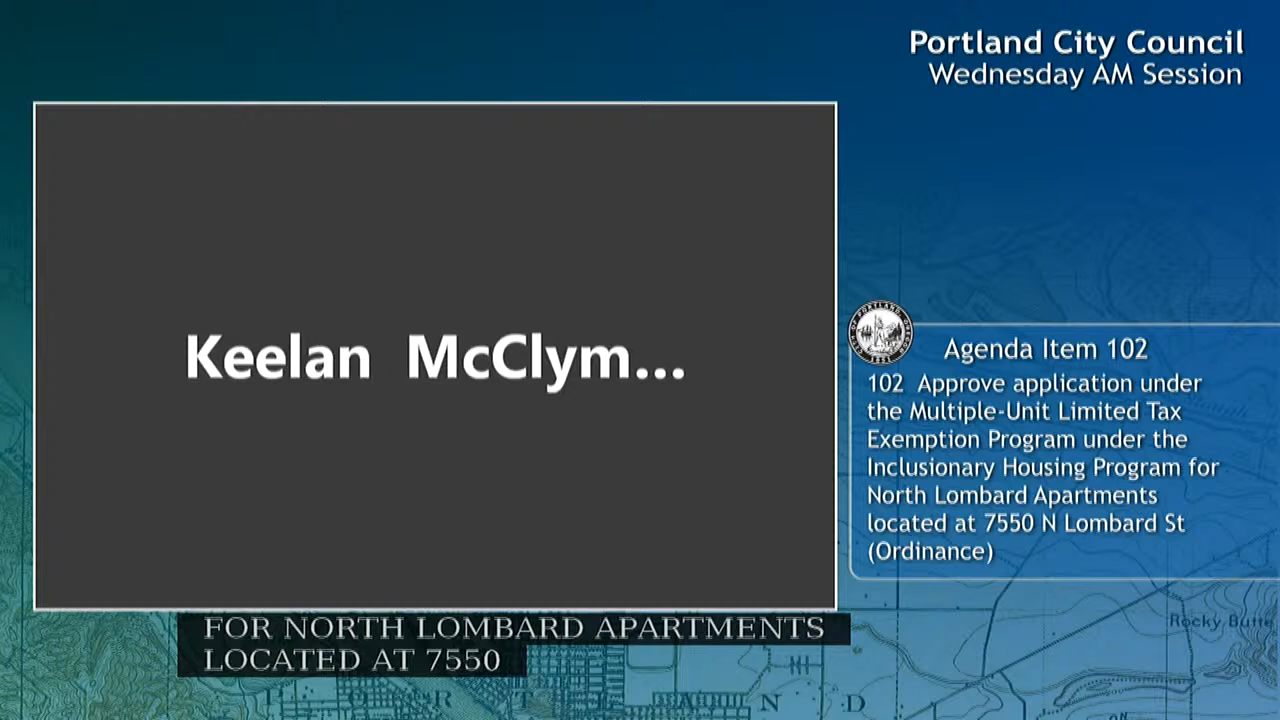 Portland City Council
Wednesday AM Session
Keelan McClym...
Agenda Item 102
102 Approve application under
the Multiple-Unit Limited Tax
Exemption Program under the
Inclusionary Housing Program for
North Lombard Apartments
located at 7550 N Lombard St
(Ordinance)
FOR NORTH LOMBARD APARTMENTS
LOCATED AT 7550
Rocky Butte